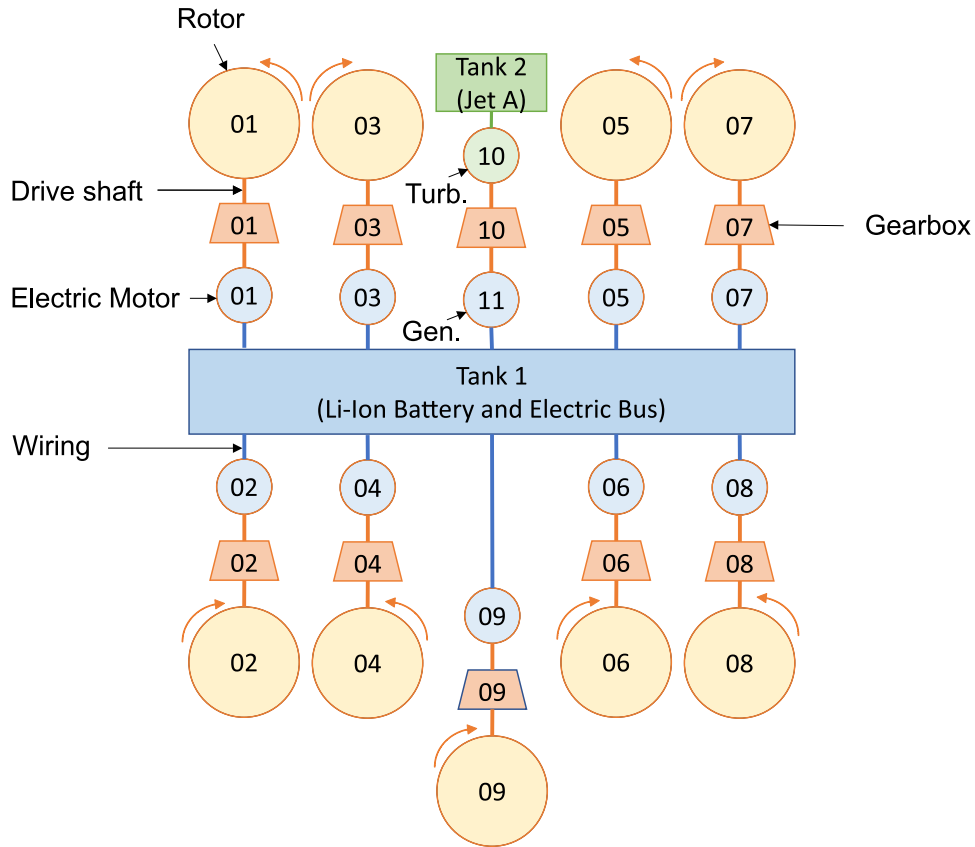 Rotor
Tank 2
(Jet A)
01
03
05
07
10
Drive shaft
Turb.
01
03
10
05
07
Gearbox
Electric Motor
01
03
11
05
07
Gen.
Tank 1
(Li-Ion Battery and Electric Bus)
Wiring
02
04
06
08
02
04
06
08
09
02
04
06
08
09
09